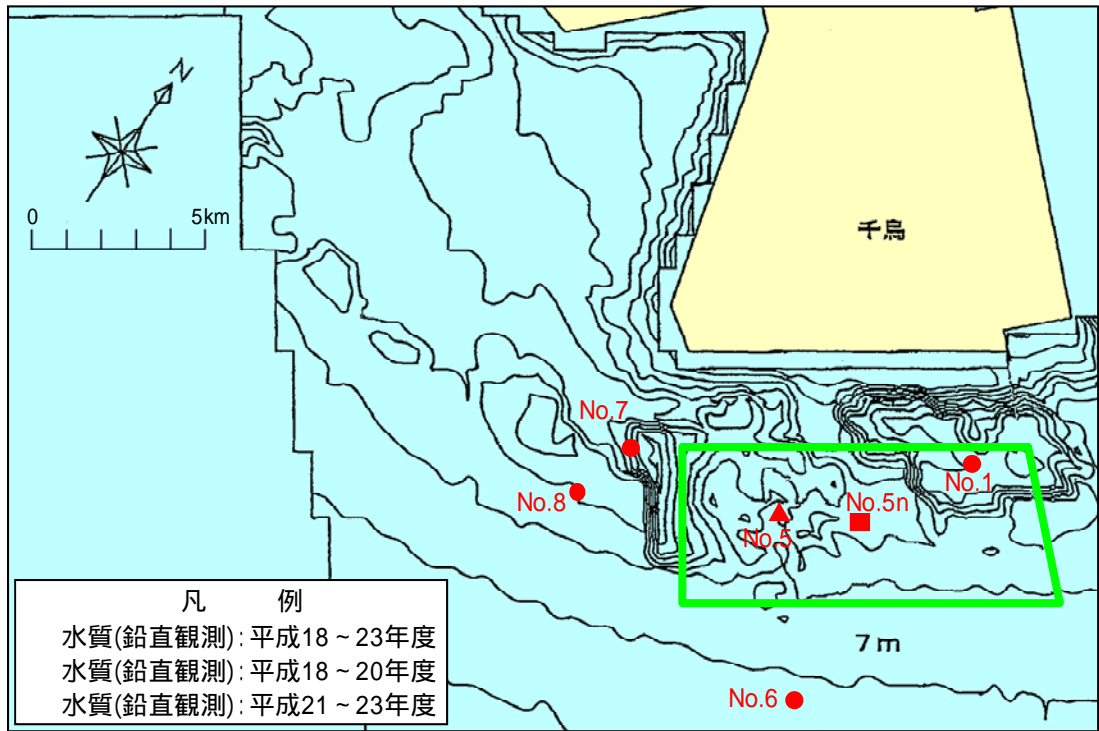 N
0 5km
千鳥
No.7
No.1
No.8
No.5n
No.5
7m
No.6
凡 例
水質(鉛直観測):平成18~23年度
水質(鉛直観測):平成18~20年度
水質(鉛直観測):平成21~23年度